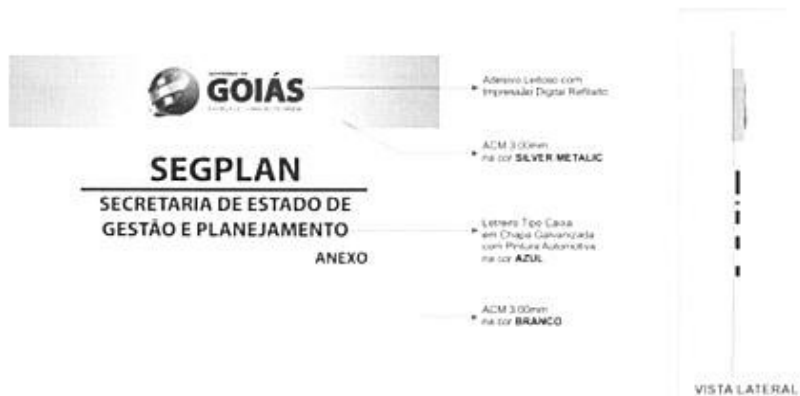 GOIÁS
SEGPLAN
SECRETARIA DE ESTADO DE
GESTÃO E PLANEJAMENTO
ANEXO
Adesivo Leitoso com
Impressão Digital Refilado
ACM 3.00mm
na cor SILVER METALIC
Letreiro Tipo Caixa
em Chapa Galvanizada
com Pintura Automotiva
na cor AZUL
ACM 3.00mm
na cor BRANCO
VISTA LATERAL